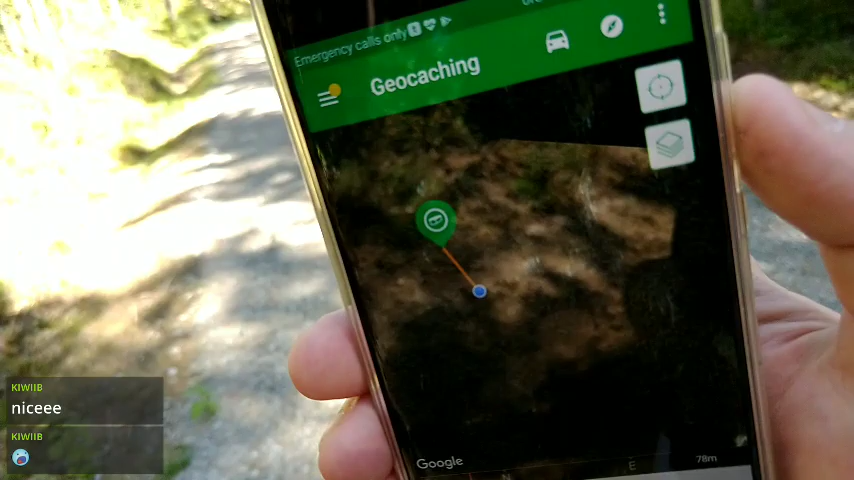 Emergency calls only
Geocaching
Google
E
78m
KIWIIB
niceee
KIWIIB